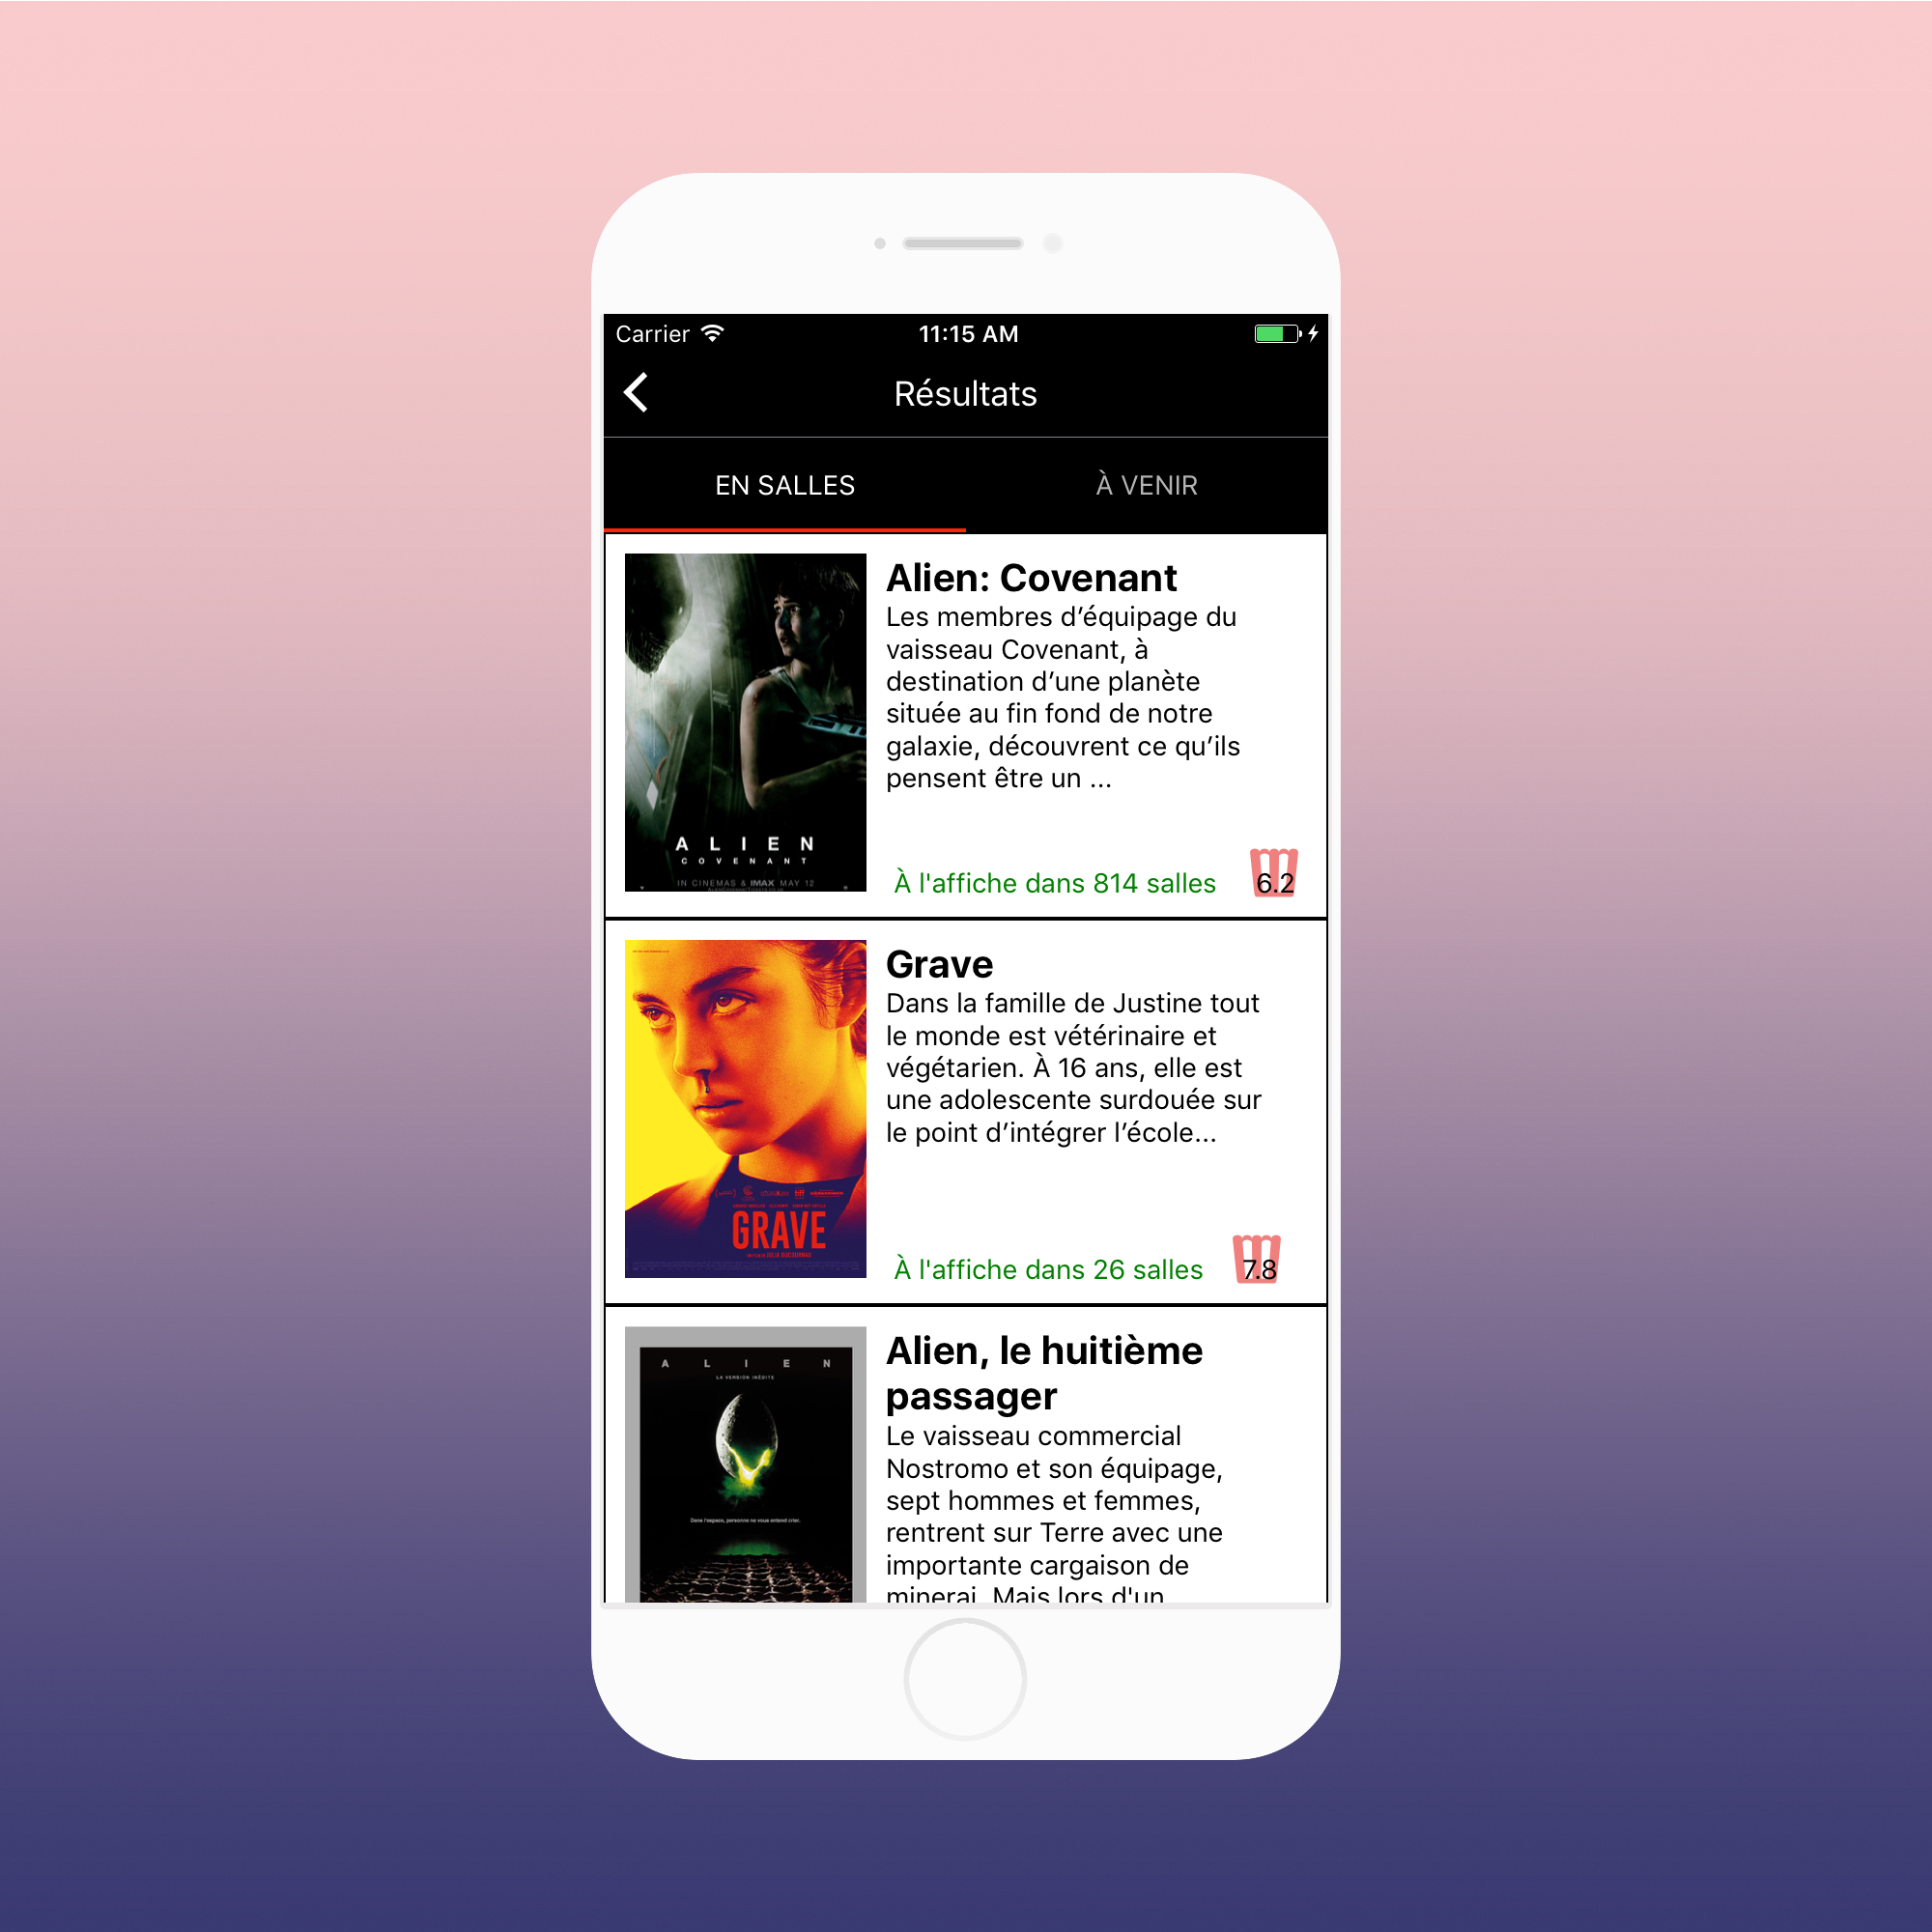 Carrier
11:15 AM
Résultats
EN SALLES
À VENIR
ALIEN
COVENANT
IN CINEMAS & IMAX MAY 12
Alien: Covenant
Les membres d’équipage du
vaisseau Covenant, à
destination d’une planète
située au fin fond de notre
galaxie, découvrent ce qu’ils
pensent être un ...
À l'affiche dans 814 salles
6.2
GRAVE
Grave
Dans la famille de Justine tout
le monde est vétérinaire et
végétarien. À 16 ans, elle est
une adolescente surdouée sur
le point d’intégrer l’école...
À l'affiche dans 26 salles
7.8
ALIEN
LA VERSION INÉDITE
Dans l'espace, personne ne vous entend crier.
Alien, le huitième
passager
Le vaisseau commercial
Nostromo et son équipage,
sept hommes et femmes,
rentrent sur Terre avec une
importante cargaison de
minerai. Mais lors d'un